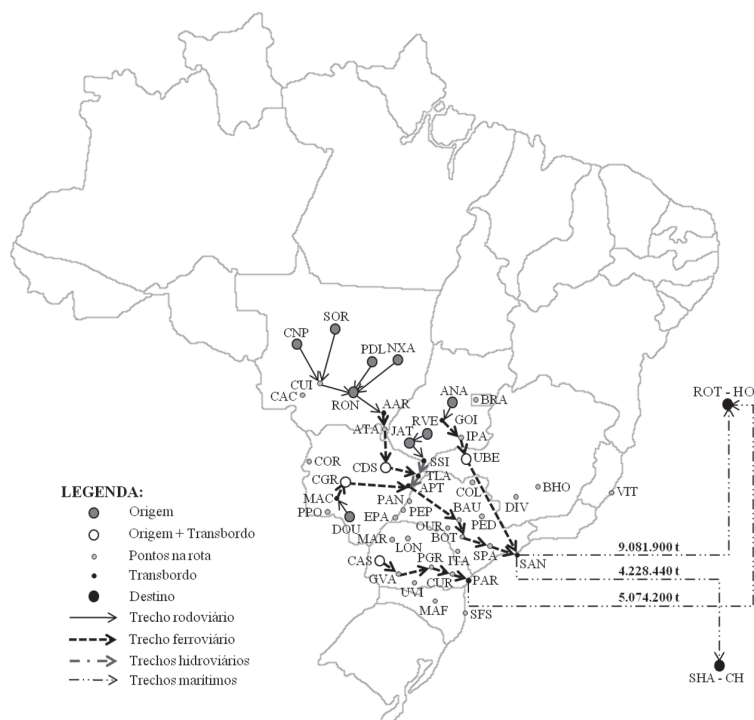 SOR
CNP
PDL
NXA
CUI
CAC
RON
AAR
ANA
BRA
ROT - HO
RVE
GOI
ATA
JAT
IPA
COR
SSI
UBE
CDS
TLA
CGR
APT
COL
BHO
LEGENDA:
MAC
PAN
BAU
DIV
VIT
Origem
PPO
EPA
PEP
PED
DOU
OUR
Origem + Transbordo
MAR
LON
BOT
SPA
9.081.900 t
Pontos na rota
ITA
SAN
CAS
PGR
4.228.440 t
Transbordo
GVA
CUR
PAR
5.074.200 t
Destino
UVI
MAF
SFS
Trecho rodoviário
Trecho ferroviário
Trechos hidroviários
SHA - CH
Trechos marítimos